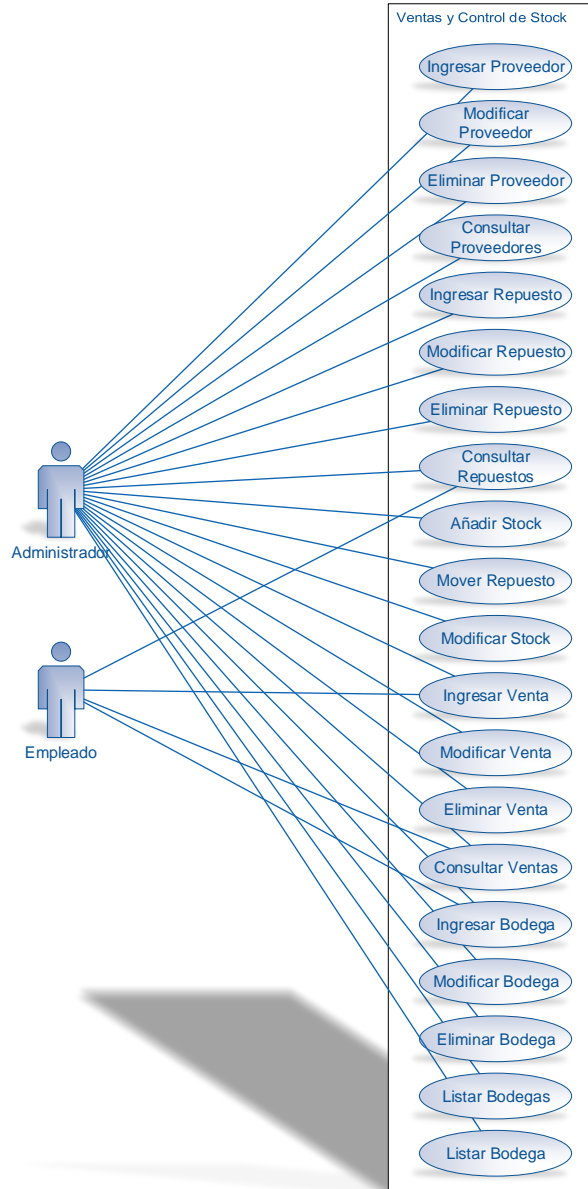 Ventas y Control de Stock
Ingresar Proveedor
Modificar
Proveedor
Eliminar Proveedor
Consultar
Proveedores
Ingresar Repuesto
Modificar Repuesto
Eliminar Repuesto
Consultar
Repuestos
Administrador
Añadir Stock
Mover Repuesto
Modificar Stock
Ingresar Venta
Empleado
Modificar Venta
Eliminar Venta
Consultar Ventas
Ingresar Bodega
Modificar Bodega
Eliminar Bodega
Listar Bodegas
Listar Bodega